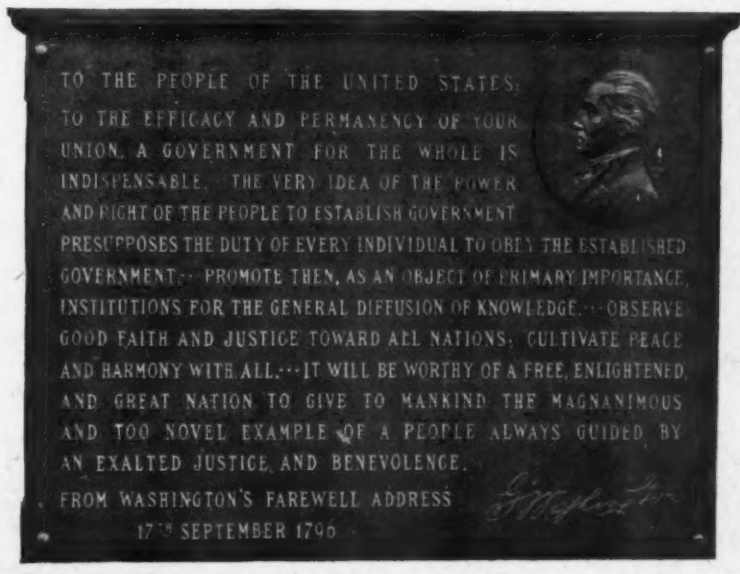 TO THE PEOPLE OF THE UNITED STATES:
TO THE EFFICACY AND PERMANENCY OF YOUR
UNION, A GOVERNMENT FOR THE WHOLE IS
INDISPENSABLE. THE VERY IDEA OF THE POWER
AND RIGHT OF THE PEOPLE TO ESTABLISH GOVERNMENT
PRESUPPOSES THE DUTY OF EVERY INDIVIDUAL TO OBEY THE ESTABLISHED
GOVERNMENT··· PROMOTE THEN, AS AN OBJECT OF PRIMARY IMPORTANCE,
INSTITUTIONS FOR THE GENERAL DIFFUSION OF KNOWLEDGE.··· OBSERVE
GOOD FAITH AND JUSTICE TOWARD ALL NATIONS; CULTIVATE PEACE
AND HARMONY WITH ALL.··· IT WILL BE WORTHY OF A FREE, ENLIGHTENED,
AND GREAT NATION TO GIVE TO MANKIND THE MAGNANIMOUS
AND TOO NOVEL EXAMPLE OF A PEOPLE ALWAYS GUIDED BY
AN EXALTED JUSTICE AND BENEVOLENCE.
FROM WASHINGTON'S FAREWELL ADDRESS
17TH SEPTEMBER 1796
G. Washington